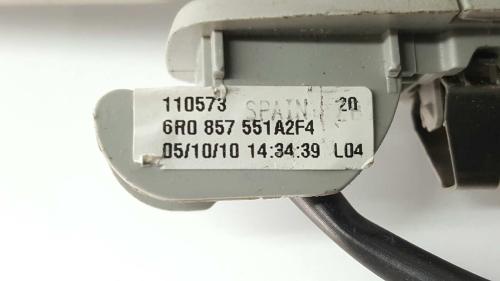 110573 SPAIN 20
6R0 857 551A2F4
05/10/10 14:34:39 L04